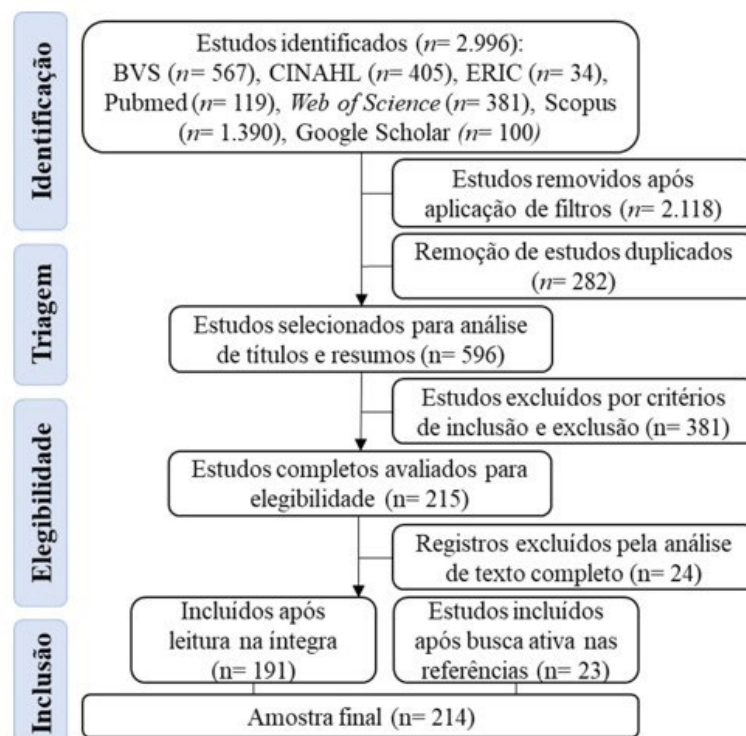 Identificação
Estudos identificados (n= 2.996):
BVS (n= 567), CINAHL (n= 405), ERIC (n= 34),
Pubmed (n= 119), Web of Science (n= 381), Scopus
(n= 1.390), Google Scholar (n= 100)
Estudos removidos após
aplicação de filtros (n= 2.118)
Triagem
Remoção de estudos duplicados
(n= 282)
Estudos selecionados para análise
de títulos e resumos (n= 596)
Elegibilidade
Estudos excluídos por critérios
de inclusão e exclusão (n= 381)
Estudos completos avaliados para
elegibilidade (n= 215)
Registros excluídos pela análise
de texto completo (n= 24)
Inclusão
Incluídos após
leitura na íntegra
(n= 191)
Estudos incluídos
após busca ativa nas
referências (n= 23)
Amostra final (n= 214)